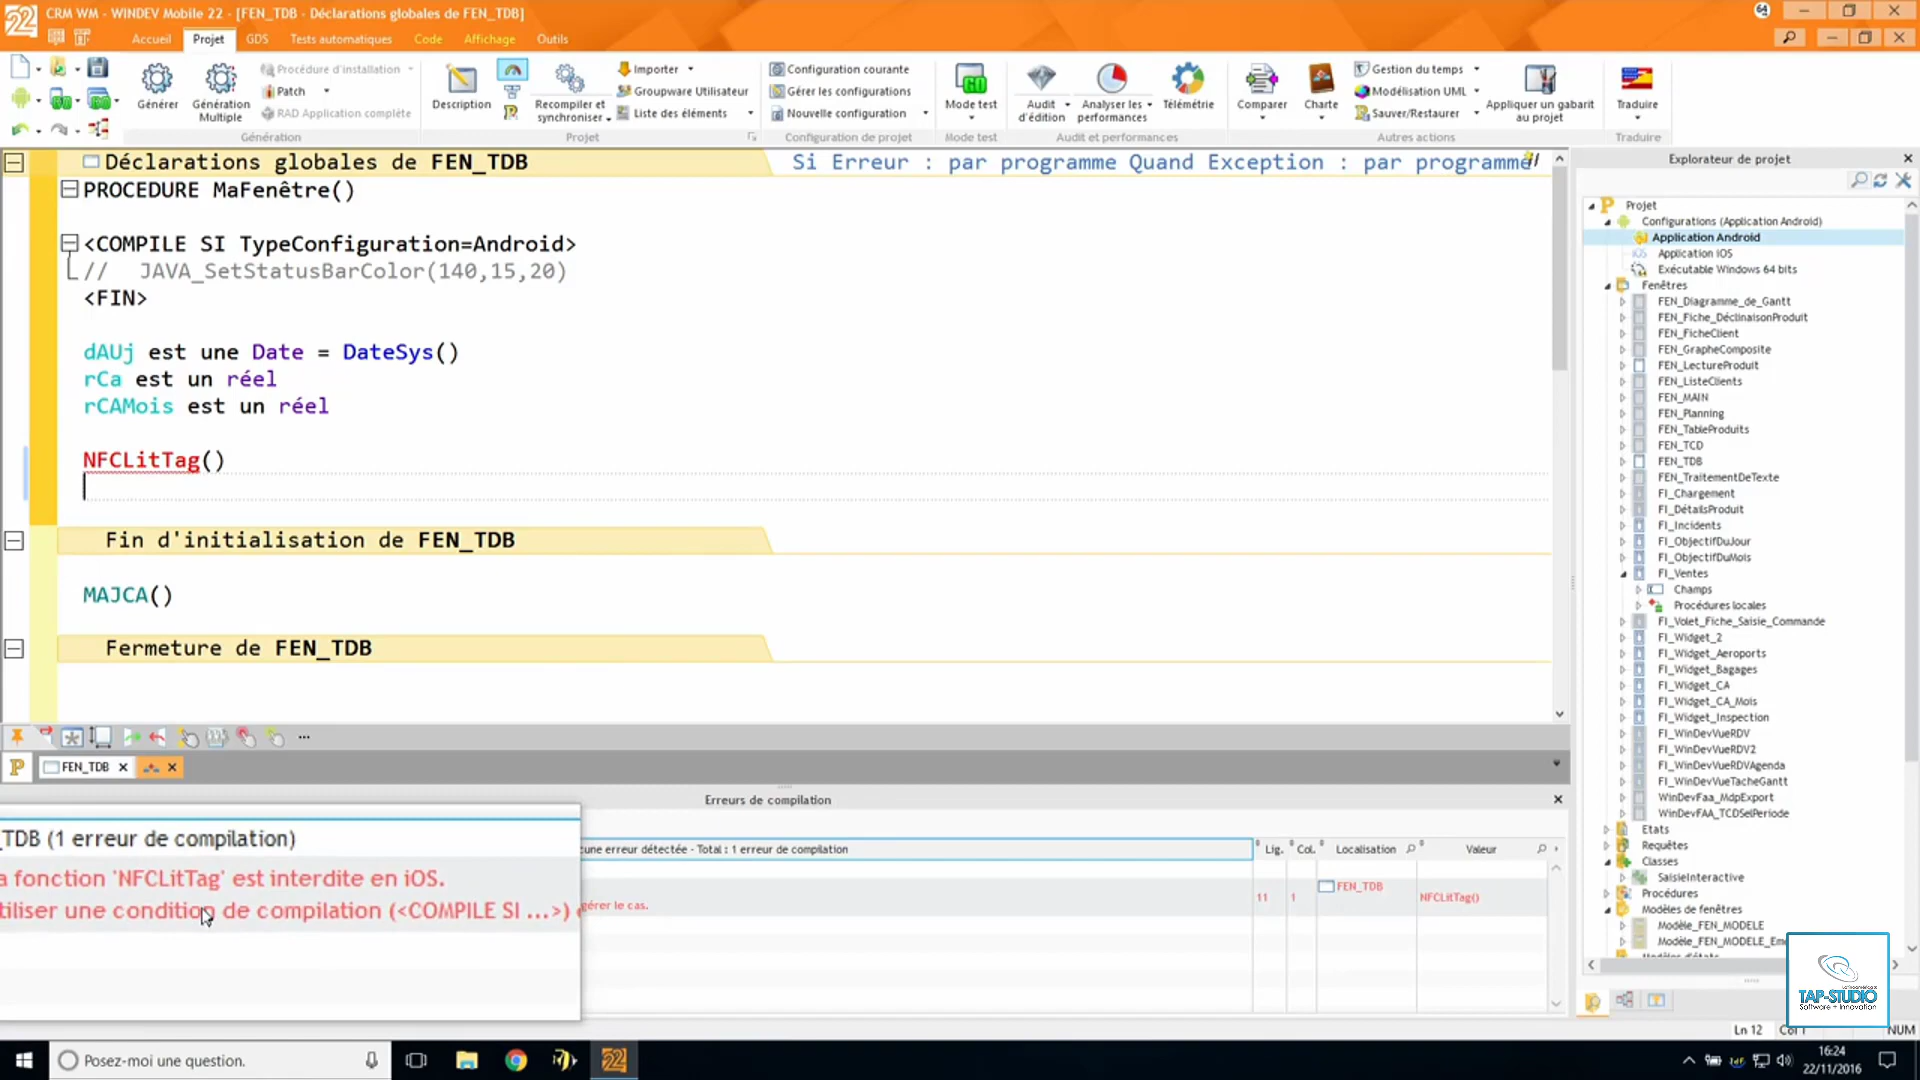 CRM WM - WINDEV Mobile 22 - [FEN_TDB - Déclarations globales de FEN_TDB]
64
Accueil Projet GDS Tests automatiques Code Affichage Outils
Générer
Génération Multiple
Procédure d'installation
Patch
RAD Application complète
Génération
Description
Recompiler et synchroniser
Importer
Groupware Utilisateur
Liste des éléments
Projet
Configuration courante
Gérer les configurations
Nouvelle configuration
Configuration de projet
Mode test
Mode test
Audit d'édition
Analyser les performances
Télémétrie
Audit et performances
Comparer
Charte
Gestion du temps
Modélisation UML
Sauver/Restaurer
Appliquer un gabarit au projet
Autres actions
Traduire
Traduire
Déclarations globales de FEN_TDB Si Erreur : par programme Quand Exception : par programme
PROCEDURE MaFenêtre()
<COMPILE SI TypeConfiguration=Android>
// JAVA_SetStatusBarColor(140,15,20)
<FIN>
dAUj est une Date = DateSys()
rCa est un réel
rCAMois est un réel
NFCLitTag()
Fin d'initialisation de FEN_TDB
MAJCA()
Fermeture de FEN_TDB
FEN_TDB
Erreurs de compilation
_TDB (1 erreur de compilation)
a fonction 'NFCLitTag' est interdite en iOS.
tiliser une condition de compilation (<COMPILE SI ...>)
une erreur détectée - Total : 1 erreur de compilation
Lig. Col. Localisation Valeur
gérer le cas.
11 1 FEN_TDB NFCLitTag()
Explorateur de projet
Projet
Configurations (Application Android)
Application Android
Application iOS
Exécutable Windows 64 bits
Fenêtres
FEN_Diagramme_de_Gantt
FEN_Fiche_DéclinaisonProduit
FEN_FicheClient
FEN_GrapheComposite
FEN_LectureProduit
FEN_ListeClients
FEN_MAIN
FEN_Planning
FEN_TableProduits
FEN_TCD
FEN_TDB
FEN_TraitementDeTexte
FI_Chargement
FI_DétailsProduit
FI_Incidents
FI_ObjectifDuJour
FI_ObjectifDuMois
FI_Ventes
Champs
Procédures locales
FI_Volet_Fiche_Saisie_Commande
FI_Widget_2
FI_Widget_Aeroports
FI_Widget_Bagages
FI_Widget_CA
FI_Widget_CA_Mois
FI_Widget_Inspection
FI_WinDevVueRDV
FI_WinDevVueRDV2
FI_WinDevVueRDVAgenda
FI_WinDevVueTacheGantt
WinDevFaa_MdpExport
WinDevFAA_TCDSelPeriode
Etats
Requêtes
Classes
SaisieInteractive
Procédures
Modèles de fenêtres
Modèle_FEN_MODELE
Modèle_FEN_MODELE_Em
TAP-STUDIO
Software + Innovation
Ln 12 Col 1 NUM
Posez-moi une question.
22
16:24
22/11/2016